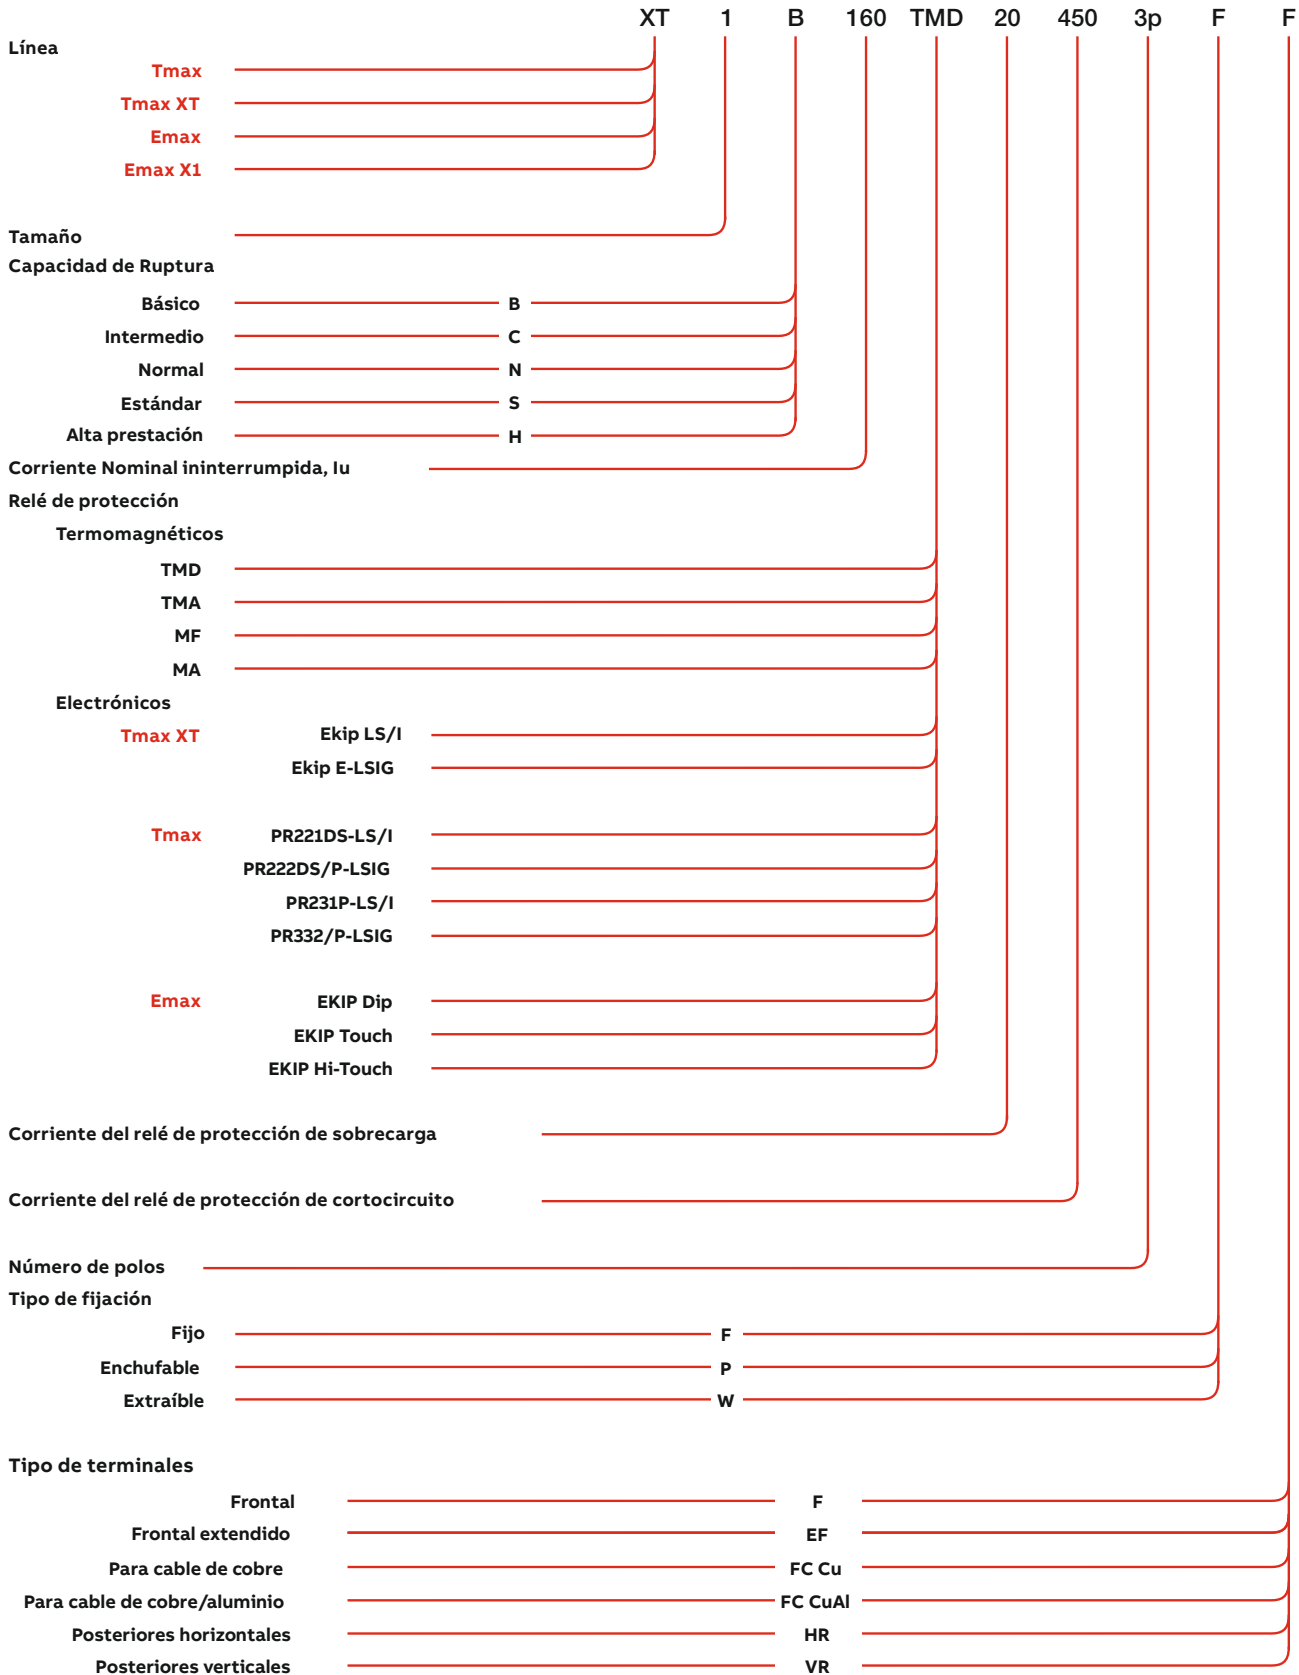 XT 1 B 160 TMD 20 450 3p F F
Línea
Tmax
Tmax XT
Emax
Emax X1
Tamaño
Capacidad de Ruptura
Básico B
Intermedio C
Normal N
Estándar S
Alta prestación H
Corriente Nominal ininterrumpida, Iu
Relé de protección
Termomagnéticos
TMD
TMA
MF
MA
Electrónicos
Tmax XT Ekip LS/I
Ekip E-LSIG
Tmax PR221DS-LS/I
PR222DS/P-LSIG
PR231P-LS/I
PR332/P-LSIG
Emax EKIP Dip
EKIP Touch
EKIP Hi-Touch
Corriente del relé de protección de sobrecarga
Corriente del relé de protección de cortocircuito
Número de polos
Tipo de fijación
Fijo F
Enchufable P
Extraíble W
Tipo de terminales
Frontal F
Frontal extendido EF
Para cable de cobre FC Cu
Para cable de cobre/aluminio FC CuAl
Posteriores horizontales HR
Posteriores verticales VR